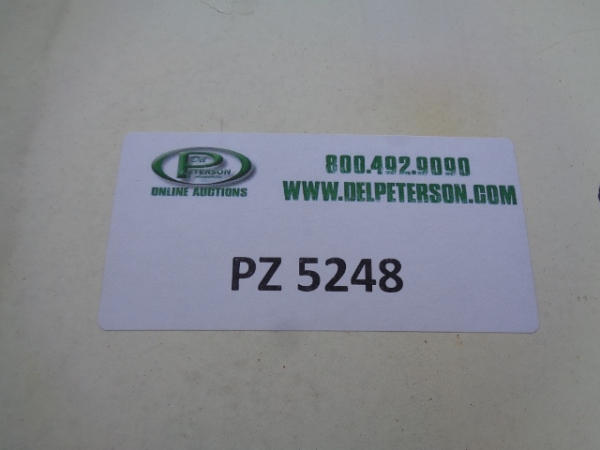 Del
PETERSON
ONLINE AUCTIONS
800.492.9090
WWW.DELPETERSON.COM
PZ 5248